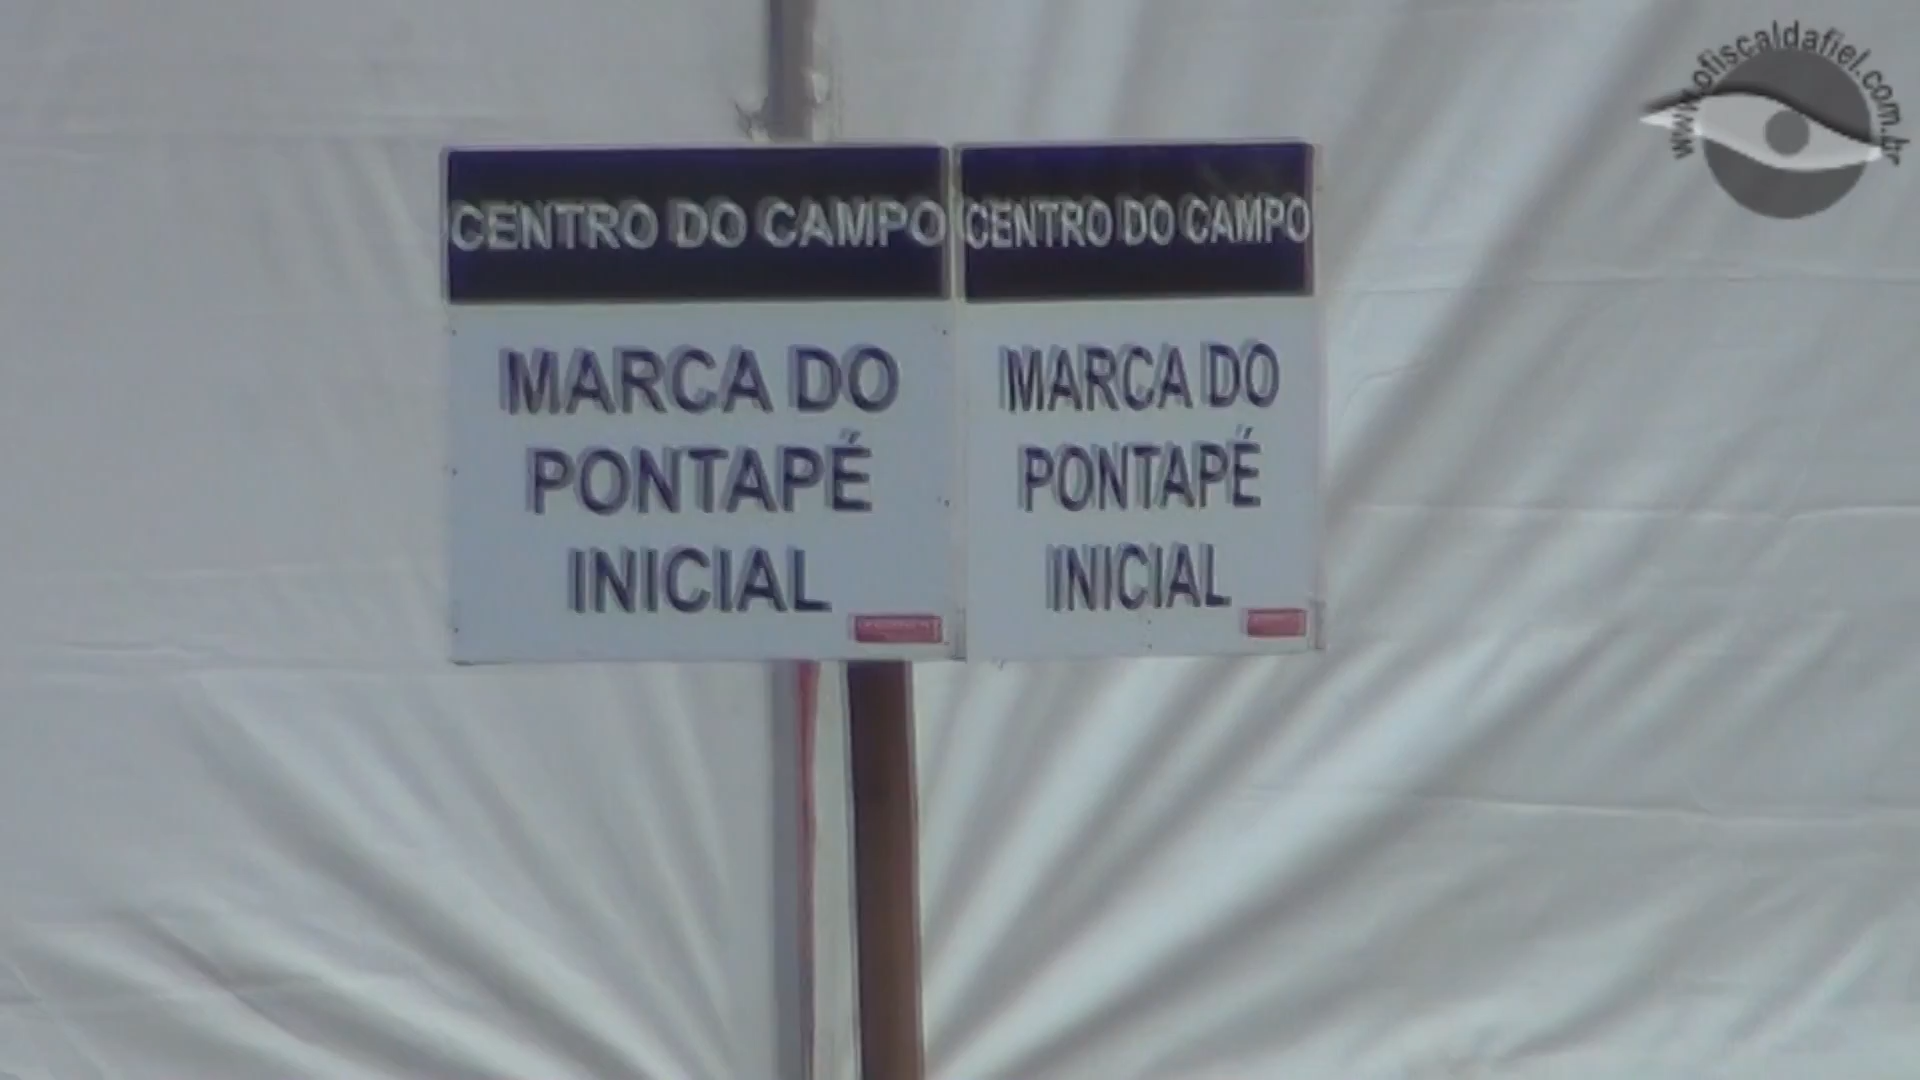 www.ofiscaldafiel.com.br
CENTRO DO CAMPO
MARCA DO
PONTAPÉ
INICIAL
CENTRO DO CAMPO
MARCA DO
PONTAPÉ
INICIAL